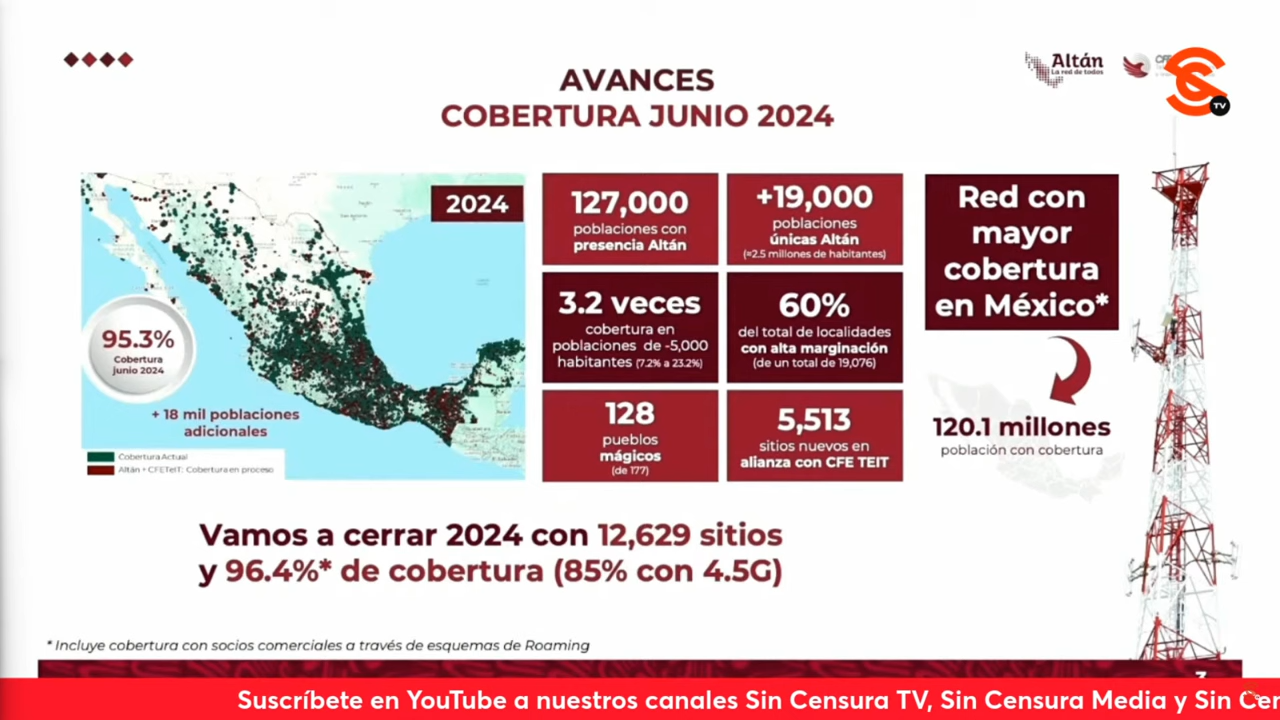 Altán
La red de todos
TV
AVANCES
COBERTURA JUNIO 2024
2024
95.3%
Cobertura
junio 2024
+ 18 mil poblaciones
adicionales
Cobertura Actual
Altán + CFETeIT: Cobertura en proceso
127,000
poblaciones con
presencia Altán
+19,000
poblaciones
únicas Altán
(≈2.5 millones de habitantes)
3.2 veces
cobertura en
poblaciones de -5,000
habitantes (7.2% a 23.2%)
60%
del total de localidades
con alta marginación
(de un total de 19,076)
128
pueblos
mágicos
(de 177)
5,513
sitios nuevos en
alianza con CFE TEIT
Red con
mayor
cobertura
en México*
120.1 millones
población con cobertura
Vamos a cerrar 2024 con 12,629 sitios
y 96.4%* de cobertura (85% con 4.5G)
* Incluye cobertura con socios comerciales a través de esquemas de Roaming
Suscríbete en YouTube a nuestros canales Sin Censura TV, Sin Censura Media y Sin Cen